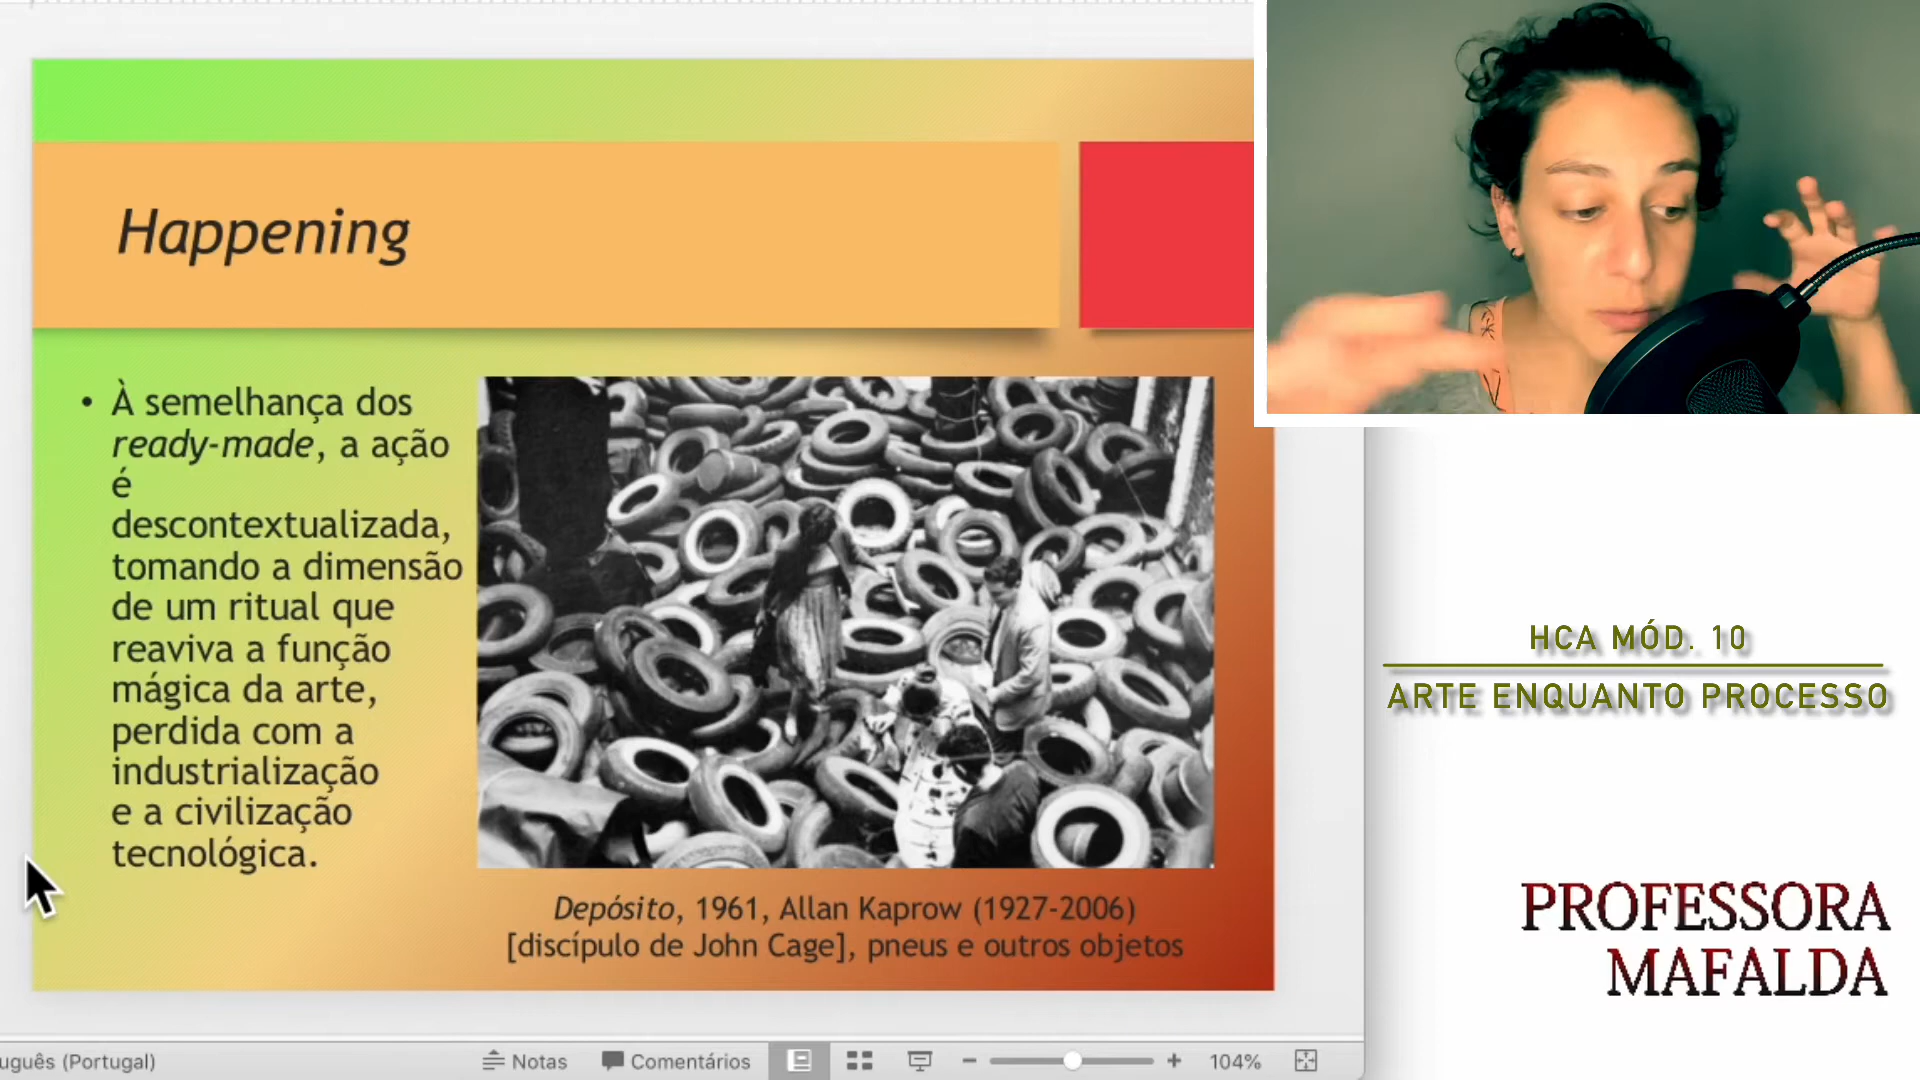 Happening
• À semelhança dos
ready-made, a ação
é
descontextualizada,
tomando a dimensão
de um ritual que
reaviva a função
mágica da arte,
perdida com a
industrialização
e a civilização
tecnológica.
Depósito, 1961, Allan Kaprow (1927-2006)
[discípulo de John Cage], pneus e outros objetos
HCA MÓD. 10
ARTE ENQUANTO PROCESSO
PROFESSORA
MAFALDA
uguês (Portugal) Notas Comentários 104%